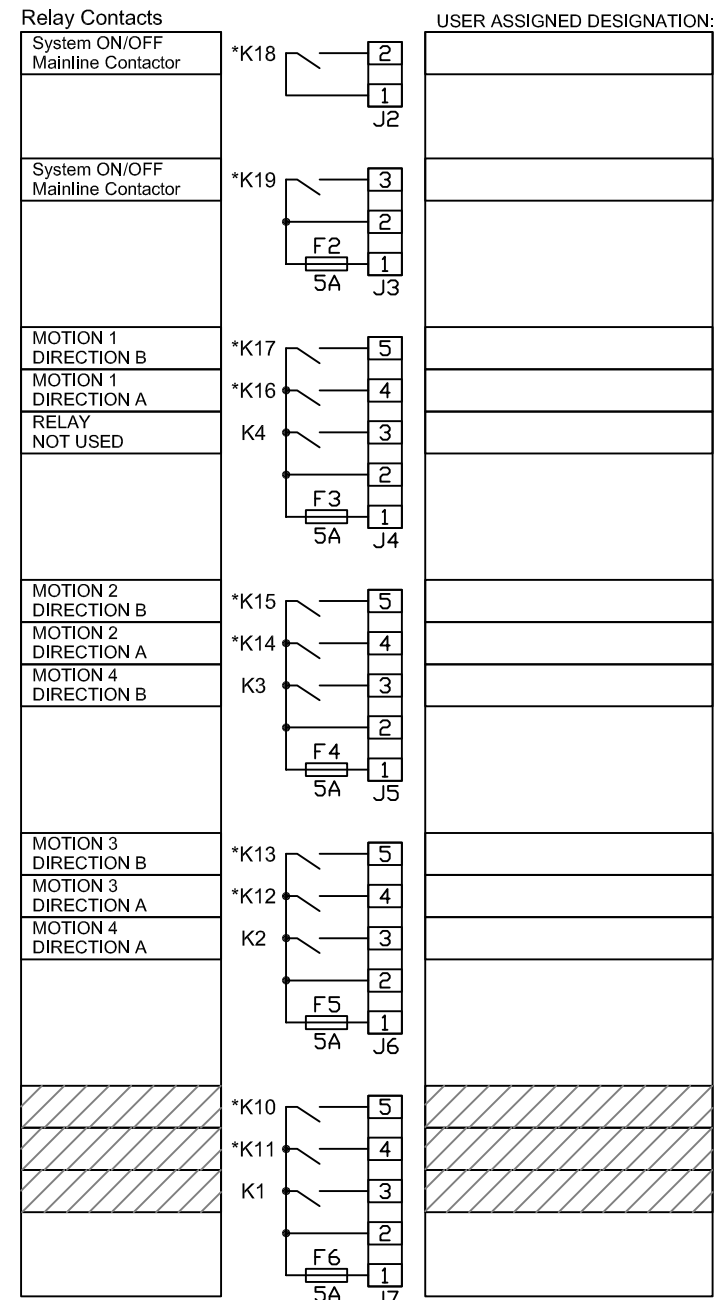 Relay Contacts
USER ASSIGNED DESIGNATION:
System ON/OFF
Mainline Contactor
*K18
2
1
J2
System ON/OFF
Mainline Contactor
*K19
3
2
F2
1
5A
J3
MOTION 1
DIRECTION B
*K17
5
MOTION 1
DIRECTION A
*K16
4
RELAY
NOT USED
K4
3
2
F3
1
5A
J4
MOTION 2
DIRECTION B
*K15
5
MOTION 2
DIRECTION A
*K14
4
MOTION 4
DIRECTION B
K3
3
2
F4
1
5A
J5
MOTION 3
DIRECTION B
*K13
5
MOTION 3
DIRECTION A
*K12
4
MOTION 4
DIRECTION A
K2
3
2
F5
1
5A
J6
*K10
5
*K11
4
K1
3
2
F6
1
5A
J7